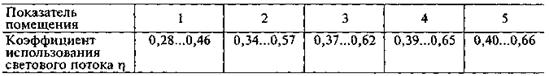 Показатель помещения 1 2 3 4 5
Коэффициент использования светового потока η 0,28...0,46 0,34...0,57 0,37...0,62 0,39...0,65 0,40...0,66